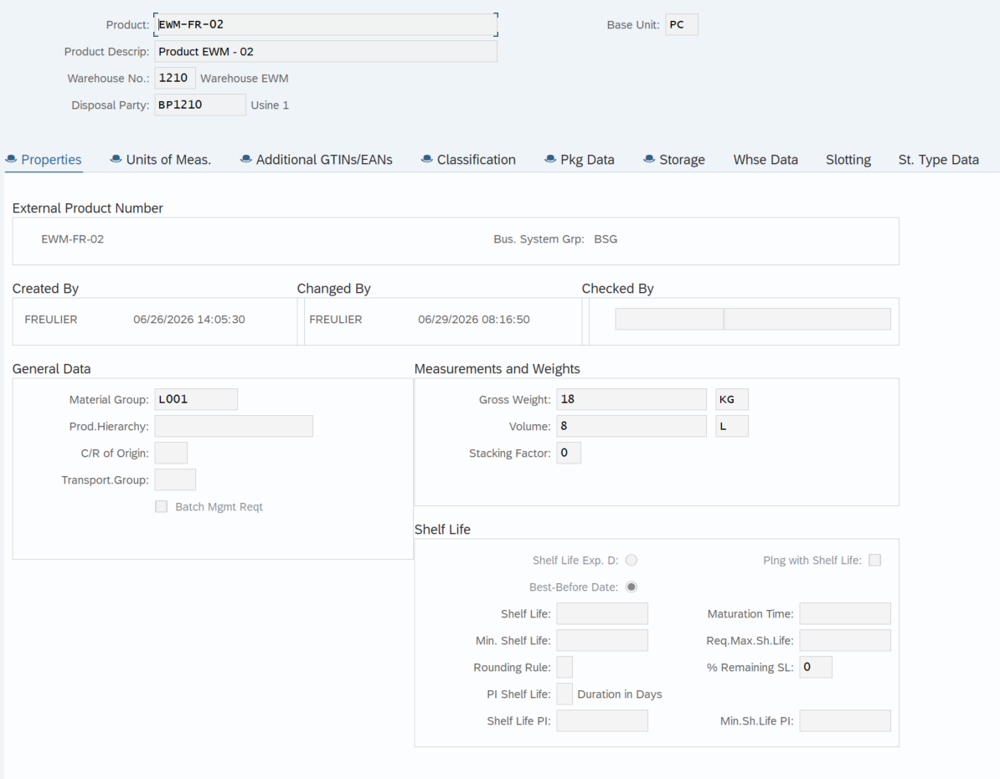 Product: EWM-FR-02 Base Unit: PC
Product Descrip: Product EWM - 02
Warehouse No.: 1210 Warehouse EWM
Disposal Party: BP1210 Usine 1
Properties Units of Meas. Additional GTINs/EANs Classification Pkg Data Storage Whse Data Slotting St. Type Data
External Product Number
EWM-FR-02 Bus. System Grp: BSG
Created By Changed By Checked By
FREULIER 06/26/2026 14:05:30 FREULIER 06/29/2026 08:16:50
General Data Measurements and Weights
Material Group: L001 Gross Weight: 18 KG
Prod.Hierarchy: Volume: 8 L
C/R of Origin: Stacking Factor: 0
Transport.Group:
Batch Mgmt Reqt
Shelf Life
Shelf Life Exp. D: Plng with Shelf Life:
Best-Before Date:
Shelf Life: Maturation Time:
Min. Shelf Life: Req.Max.Sh.Life:
Rounding Rule: % Remaining SL: 0
PI Shelf Life: Duration in Days
Shelf Life PI: Min.Sh.Life PI: